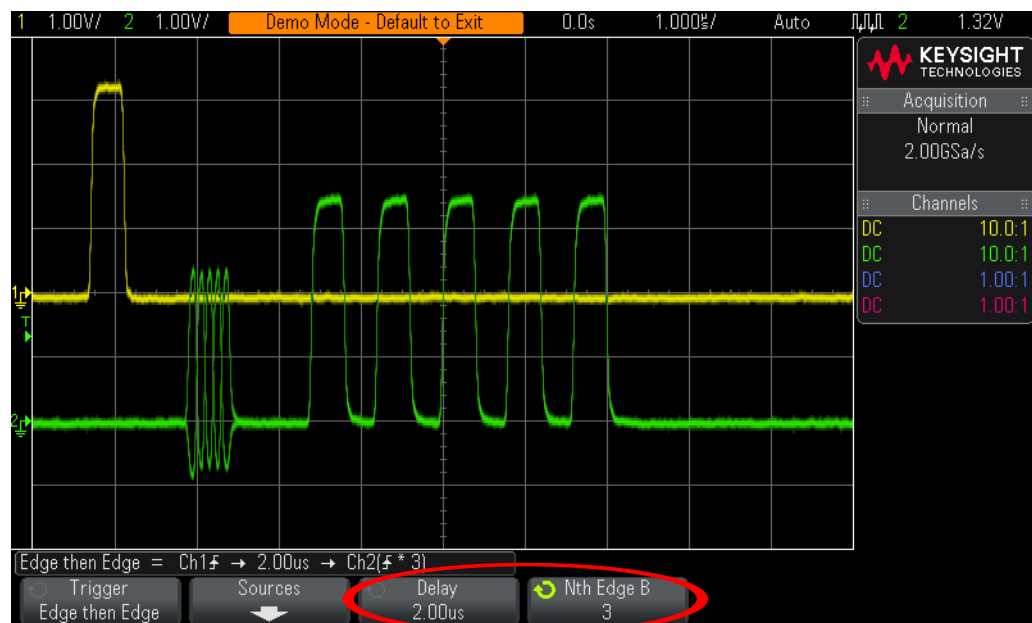 1 1.00V/ 2 1.00V/ Demo Mode - Default to Exit 0.0s 1.000µs/ Auto 2 1.32V
KEYSIGHT
TECHNOLOGIES
Acquisition
Normal
2.00GSa/s
Channels
DC 10.0:1
DC 10.0:1
DC 1.00:1
DC 1.00:1
1
T
2
Edge then Edge = Ch1 → 2.00us → Ch2( * 3)
Trigger Sources Delay Nth Edge B
Edge then Edge 2.00us 3